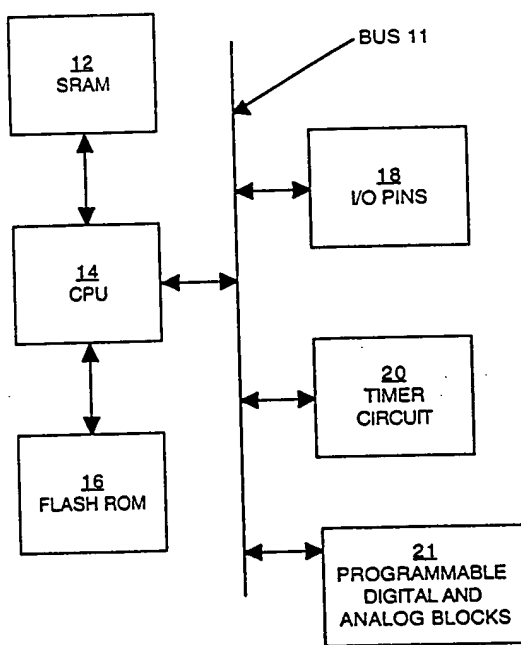 BUS 11
12
SRAM
18
I/O PINS
14
CPU
20
TIMER
CIRCUIT
16
FLASH ROM
21
PROGRAMMABLE
DIGITAL AND
ANALOG BLOCKS